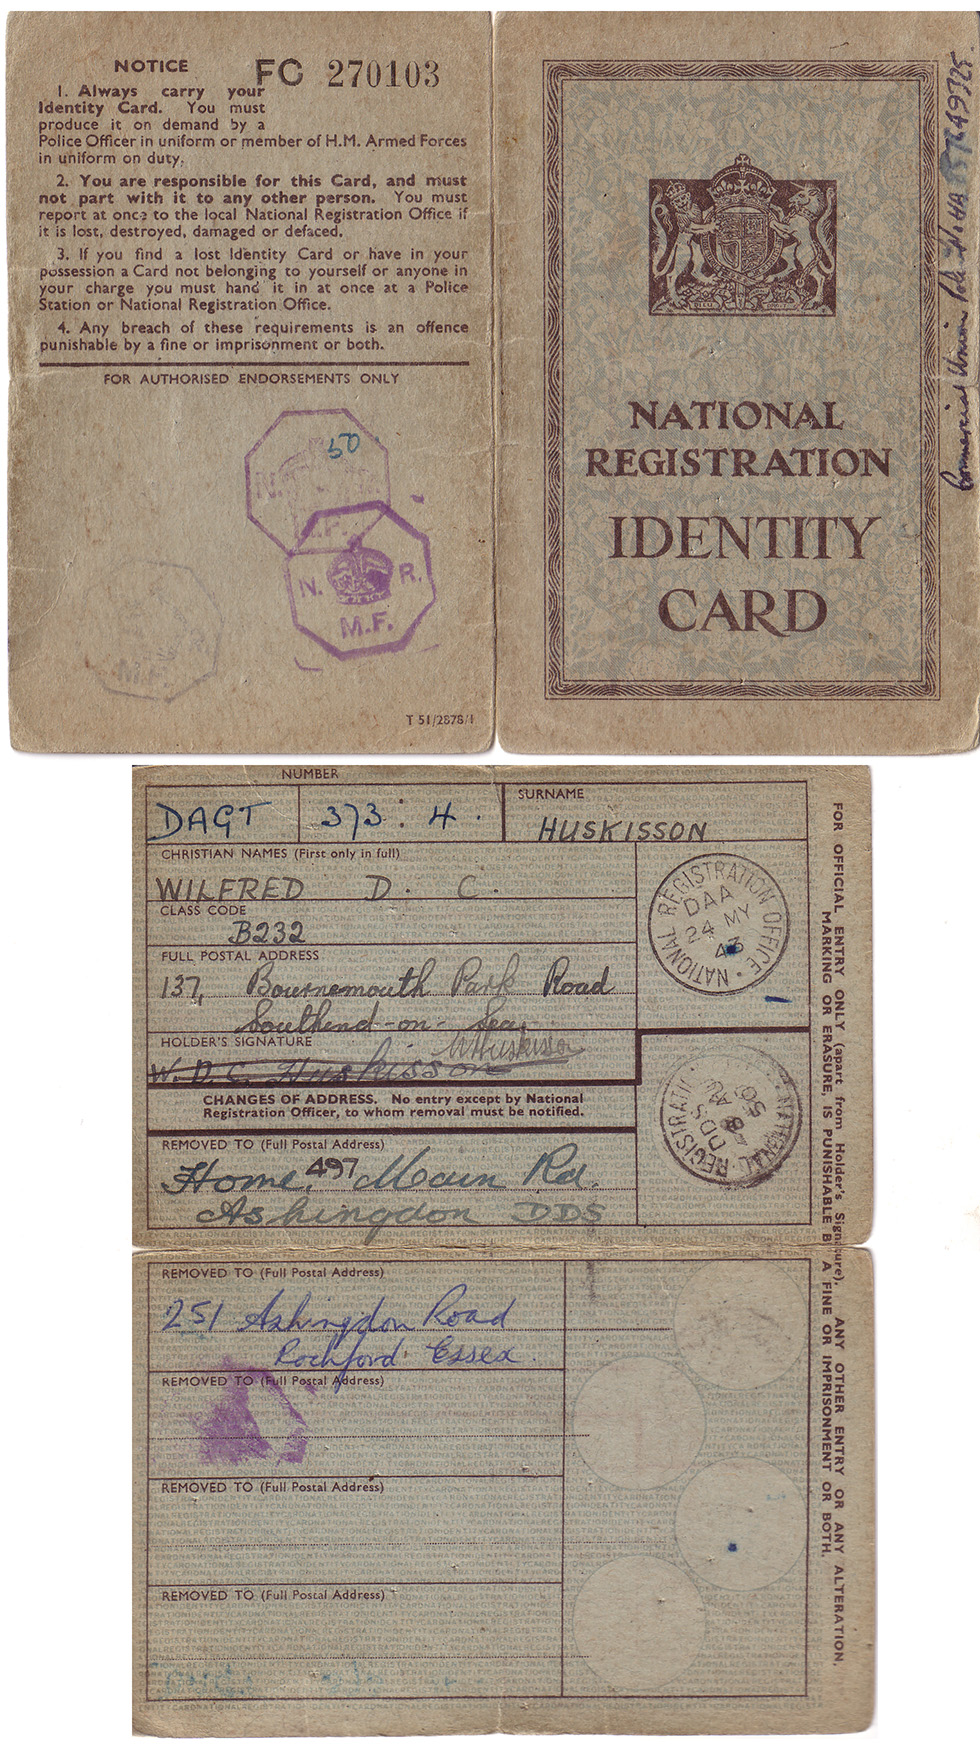 NOTICE
FC 270103
1. Always carry your
Identity Card. You must
produce it on demand by a
Police Officer in uniform or member of H.M. Armed Forces
in uniform on duty.
2. You are responsible for this Card, and must
not part with it to any other person. You must
report at once to the local National Registration Office if
it is lost, destroyed, damaged or defaced.
3. If you find a lost Identity Card or have in your
possession a Card not belonging to yourself or anyone in
your charge you must hand it in at once at a Police
Station or National Registration Office.
4. Any breach of these requirements is an offence
punishable by a fine or imprisonment or both.
FOR AUTHORISED ENDORSEMENTS ONLY
50
N.
N. R.
M.F.
M.F.
T 51/2878/1
NATIONAL
REGISTRATION
IDENTITY
CARD
Commercial Union
NUMBER
DAGT 373 : 4.
SURNAME
HUSKISSON
CHRISTIAN NAMES (First only in full)
WILFRED D. C.
CLASS CODE
B232
FULL POSTAL ADDRESS
137, Bournemouth Park Road
Southend-on-Sea,
HOLDER'S SIGNATURE
W Huskisson
W. D. C. Huskisson
NATIONAL REGISTRATION OFFICE
DAA
24 MY
43
CHANGES OF ADDRESS. No entry except by National
Registration Officer, to whom removal must be notified.
REMOVED TO (Full Postal Address)
Home, 497 Main Rd.
Ashingdon DDS
NATIONAL REGISTRATI
DDS
8 AU
50
REMOVED TO (Full Postal Address)
251 Ashingdon Road
Rochford Essex.
REMOVED TO (Full Postal Address)
REMOVED TO (Full Postal Address)
REMOVED TO (Full Postal Address)
FOR OFFICIAL ENTRY ONLY (apart from Holder's Signature), ANY OTHER ENTRY OR ANY ALTERATION,
MARKING OR ERASURE, IS PUNISHABLE BY A FINE OR IMPRISONMENT OR BOTH.